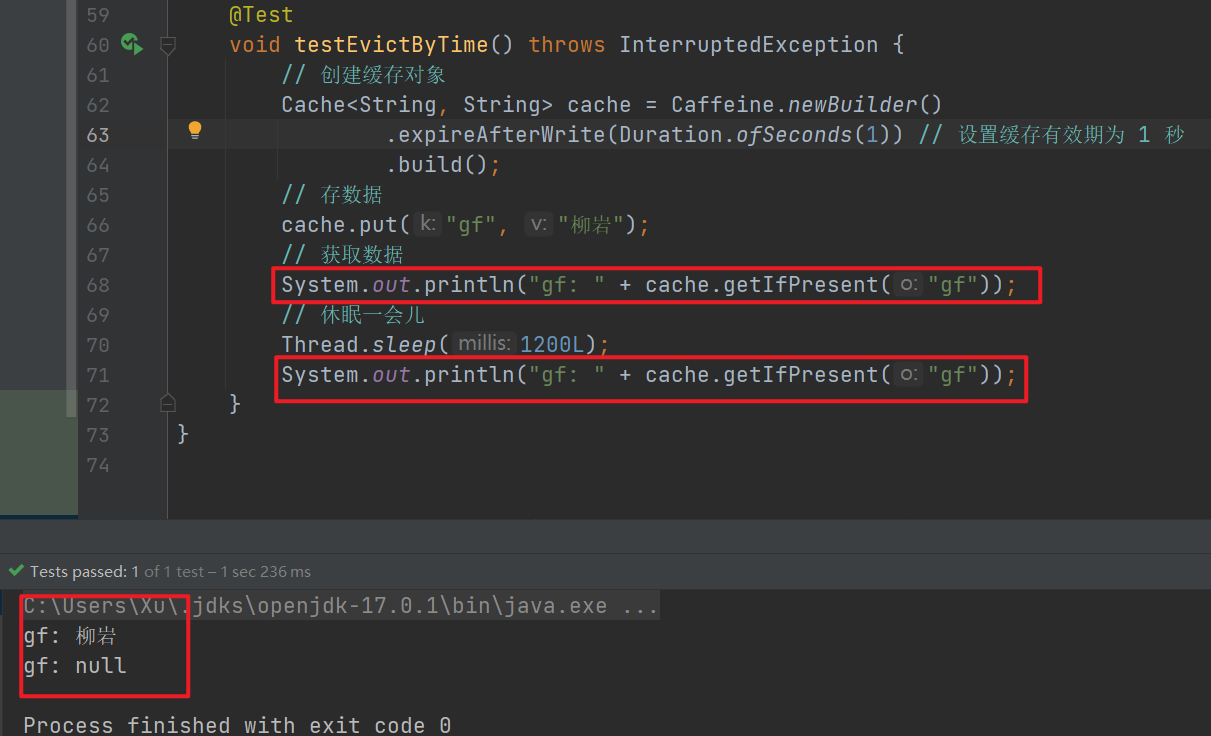 59 @Test
60 void testEvictByTime() throws InterruptedException {
61 // 创建缓存对象
62 Cache<String, String> cache = Caffeine.newBuilder()
63 .expireAfterWrite(Duration.ofSeconds(1)) // 设置缓存有效期为 1 秒
64 .build();
65 // 存数据
66 cache.put( k: "gf", v: "柳岩");
67 // 获取数据
68 System.out.println("gf: " + cache.getIfPresent( o: "gf"));
69 // 休眠一会儿
70 Thread.sleep( millis: 1200L);
71 System.out.println("gf: " + cache.getIfPresent( o: "gf"));
72 }
73 }
74
Tests passed: 1 of 1 test – 1 sec 236 ms
C:\Users\Xu\.jdks\openjdk-17.0.1\bin\java.exe ...
gf: 柳岩
gf: null
Process finished with exit code 0